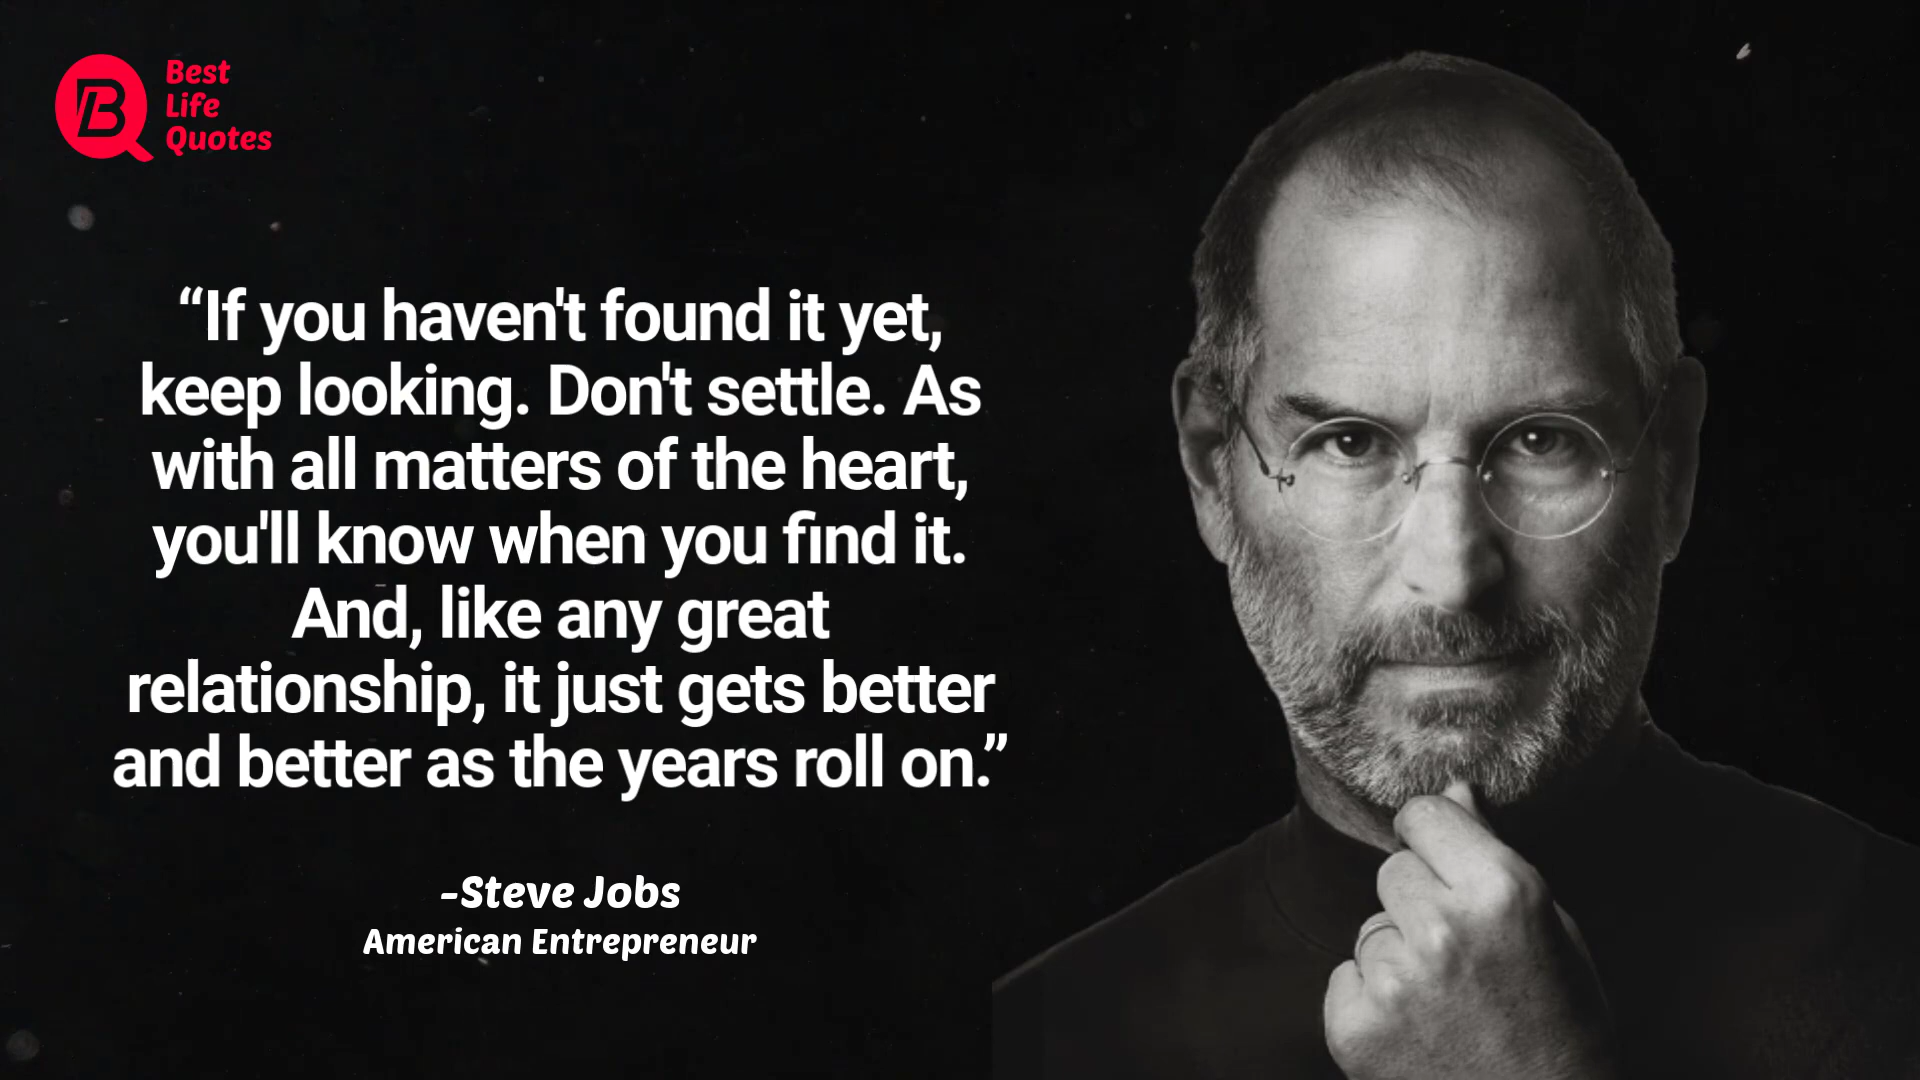 Best
Life
Quotes
“If you haven't found it yet,
keep looking. Don't settle. As
with all matters of the heart,
you'll know when you find it.
And, like any great
relationship, it just gets better
and better as the years roll on.”
-Steve Jobs
American Entrepreneur